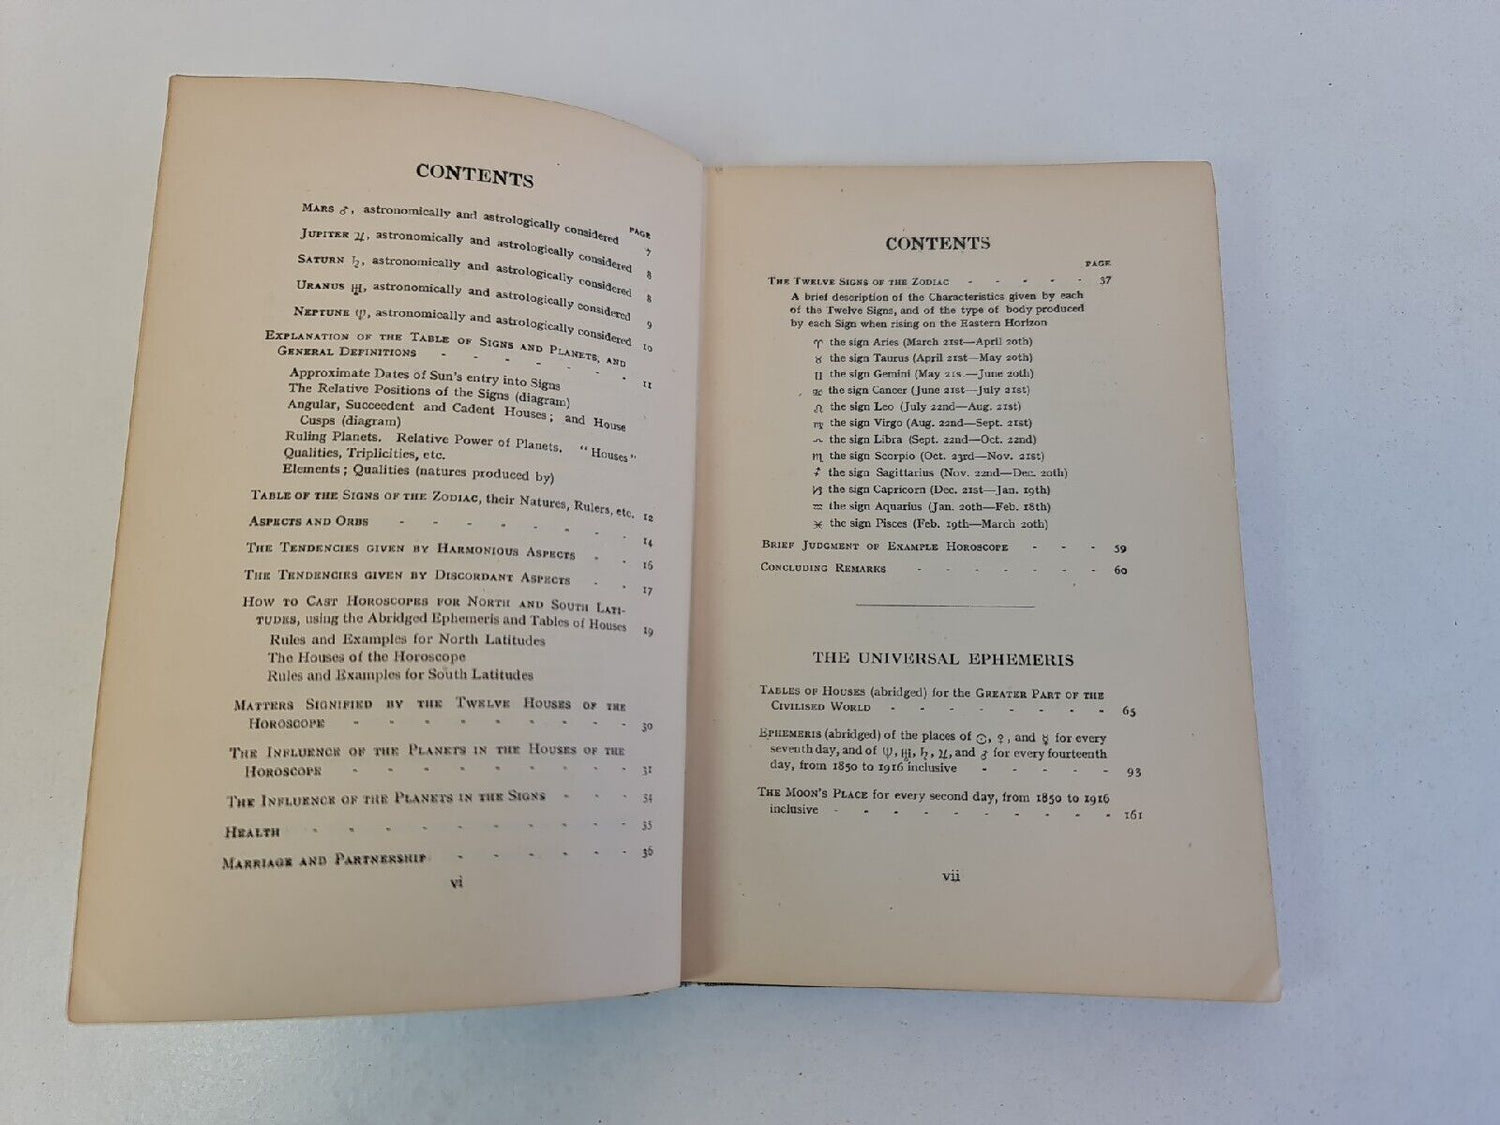 CONTENTS
PAGE
MARS ♂, astronomically and astrologically considered 7
JUPITER ♃, astronomically and astrologically considered 8
SATURN ♄, astronomically and astrologically considered 8
URANUS ♅, astronomically and astrologically considered 9
NEPTUNE ♆, astronomically and astrologically considered 10
EXPLANATION OF THE TABLE OF SIGNS AND PLANETS, AND
GENERAL DEFINITIONS - - - - - - 11
Approximate Dates of Sun's entry into Signs
The Relative Positions of the Signs (diagram)
Angular, Succeedent and Cadent Houses; and House
Cusps (diagram)
Ruling Planets. Relative Power of Planets. "Houses"
Qualities, Triplicities, etc.
Elements; Qualities (natures produced by)
TABLE OF THE SIGNS OF THE ZODIAC, their Natures, Rulers, etc. 12
ASPECTS AND ORBS - - - - - - - 14
THE TENDENCIES GIVEN BY HARMONIOUS ASPECTS - - 16
THE TENDENCIES GIVEN BY DISCORDANT ASPECTS - - 17
HOW TO CAST HOROSCOPES FOR NORTH AND SOUTH LATI-
TUDES, using the Abridged Ephemeris and Tables of Houses 19
Rules and Examples for North Latitudes
The Houses of the Horoscope
Rules and Examples for South Latitudes
MATTERS SIGNIFIED BY THE TWELVE HOUSES OF THE
HOROSCOPE - - - - - - - - 30
THE INFLUENCE OF THE PLANETS IN THE HOUSES OF THE
HOROSCOPE - - - - - - - - 31
THE INFLUENCE OF THE PLANETS IN THE SIGNS - - - 34
HEALTH - - - - - - - - - 35
MARRIAGE AND PARTNERSHIP - - - - - - 36
vi
CONTENTS
PAGE
THE TWELVE SIGNS OF THE ZODIAC - - - - - 37
A brief description of the Characteristics given by each
of the Twelve Signs, and of the type of body produced
by each Sign when rising on the Eastern Horizon
♈ the sign Aries (March 21st—April 20th)
♉ the sign Taurus (April 21st—May 20th)
♊ the sign Gemini (May 21s.—June 20th)
♋ the sign Cancer (June 21st—July 21st)
♌ the sign Leo (July 22nd—Aug. 21st)
♍ the sign Virgo (Aug. 22nd—Sept. 21st)
♎ the sign Libra (Sept. 22nd—Oct. 22nd)
♏ the sign Scorpio (Oct. 23rd—Nov. 21st)
♐ the sign Sagittarius (Nov. 22nd—Dec. 20th)
♑ the sign Capricorn (Dec. 21st—Jan. 19th)
♒ the sign Aquarius (Jan. 20th—Feb. 18th)
♓ the sign Pisces (Feb. 19th—March 20th)
BRIEF JUDGMENT OF EXAMPLE HOROSCOPE - - - 59
CONCLUDING REMARKS - - - - - - - 60
THE UNIVERSAL EPHEMERIS
TABLES OF HOUSES (abridged) for the GREATER PART OF THE
CIVILISED WORLD - - - - - - - - 65
EPHEMERIS (abridged) of the places of ☉, ♀, and ☿ for every
seventh day, and of ♆, ♅, ♄, ♃, and ♂ for every fourteenth
day, from 1850 to 1916 inclusive - - - - - 93
THE MOON'S PLACE for every second day, from 1850 to 1916
inclusive - - - - - - - - - - 161
vii